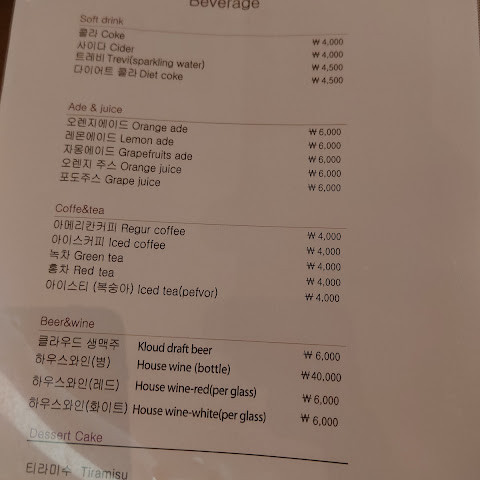 Beverage
Soft drink
콜라 Coke ₩ 4,000
사이다 Cider ₩ 4,000
트레비 Trevi(sparkling water) ₩ 4,500
다이어트 콜라 Diet coke ₩ 4,500
Ade & juice
오렌지에이드 Orange ade ₩ 6,000
레몬에이드 Lemon ade ₩ 6,000
자몽에이드 Grapefruits ade ₩ 6,000
오렌지 주스 Orange juice ₩ 6,000
포도주스 Grape juice ₩ 6,000
Coffe&tea
아메리칸커피 Regur coffee ₩ 4,000
아이스커피 Iced coffee ₩ 4,000
녹차 Green tea ₩ 4,000
홍차 Red tea ₩ 4,000
아이스티 (복숭아) Iced tea(pefvor) ₩ 4,000
Beer&wine
클라우드 생맥주 Kloud draft beer ₩ 6,000
하우스와인(병) House wine (bottle) ₩40,000
하우스와인(레드) House wine-red(per glass) ₩ 6,000
하우스와인(화이트) House wine-white(per glass) ₩ 6,000
Dessert Cake
티라미수 Tiramisu